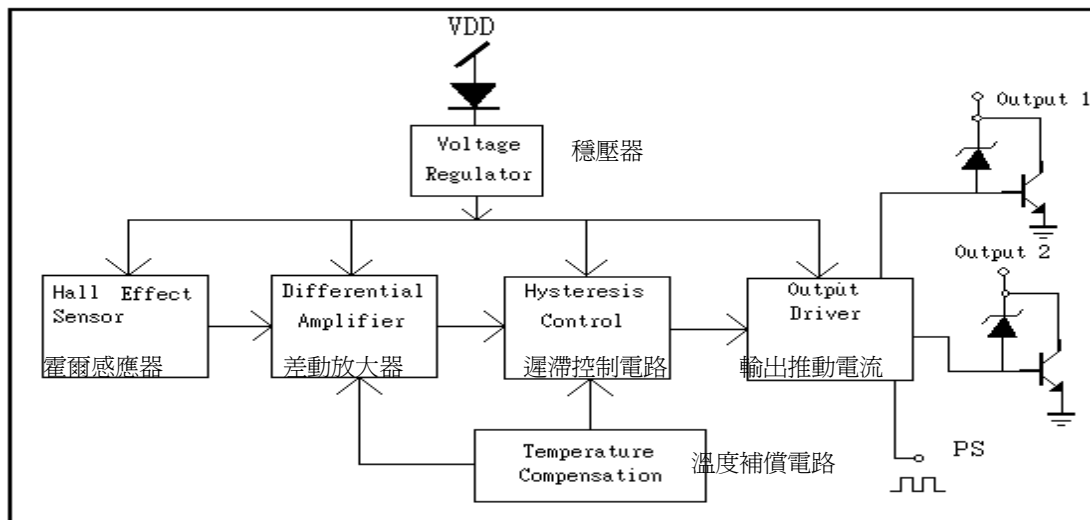 VDD
Voltage
Regulator
穩壓器
Output 1
Output 2
Hall Effect
Sensor
霍爾感應器
Differential
Amplifier
差動放大器
Hysteresis
Control
遲滯控制電路
Output
Driver
輸出推動電流
Temperature
Compensation
溫度補償電路
PS